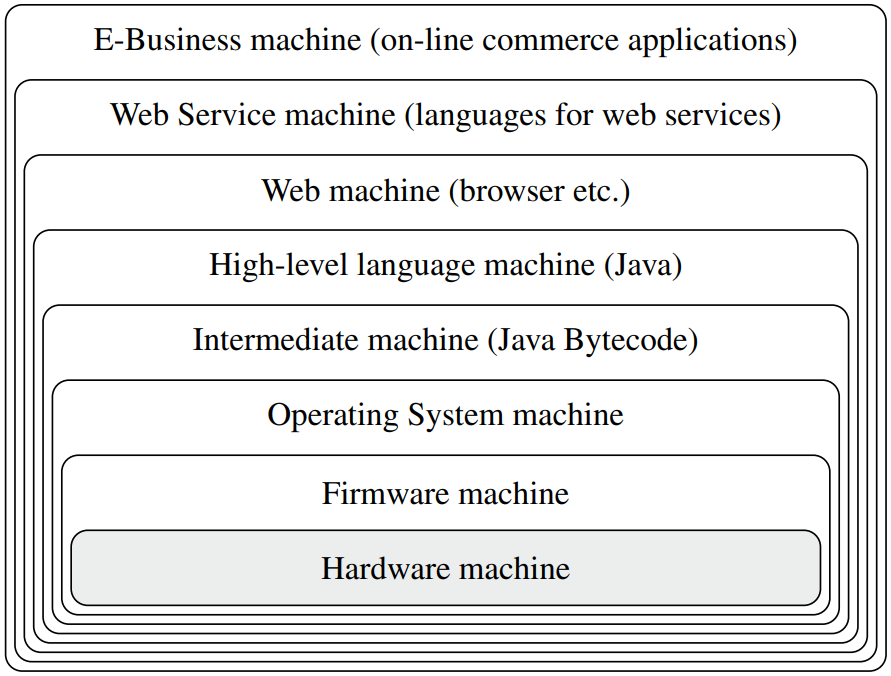 E-Business machine (on-line commerce applications)
Web Service machine (languages for web services)
Web machine (browser etc.)
High-level language machine (Java)
Intermediate machine (Java Bytecode)
Operating System machine
Firmware machine
Hardware machine